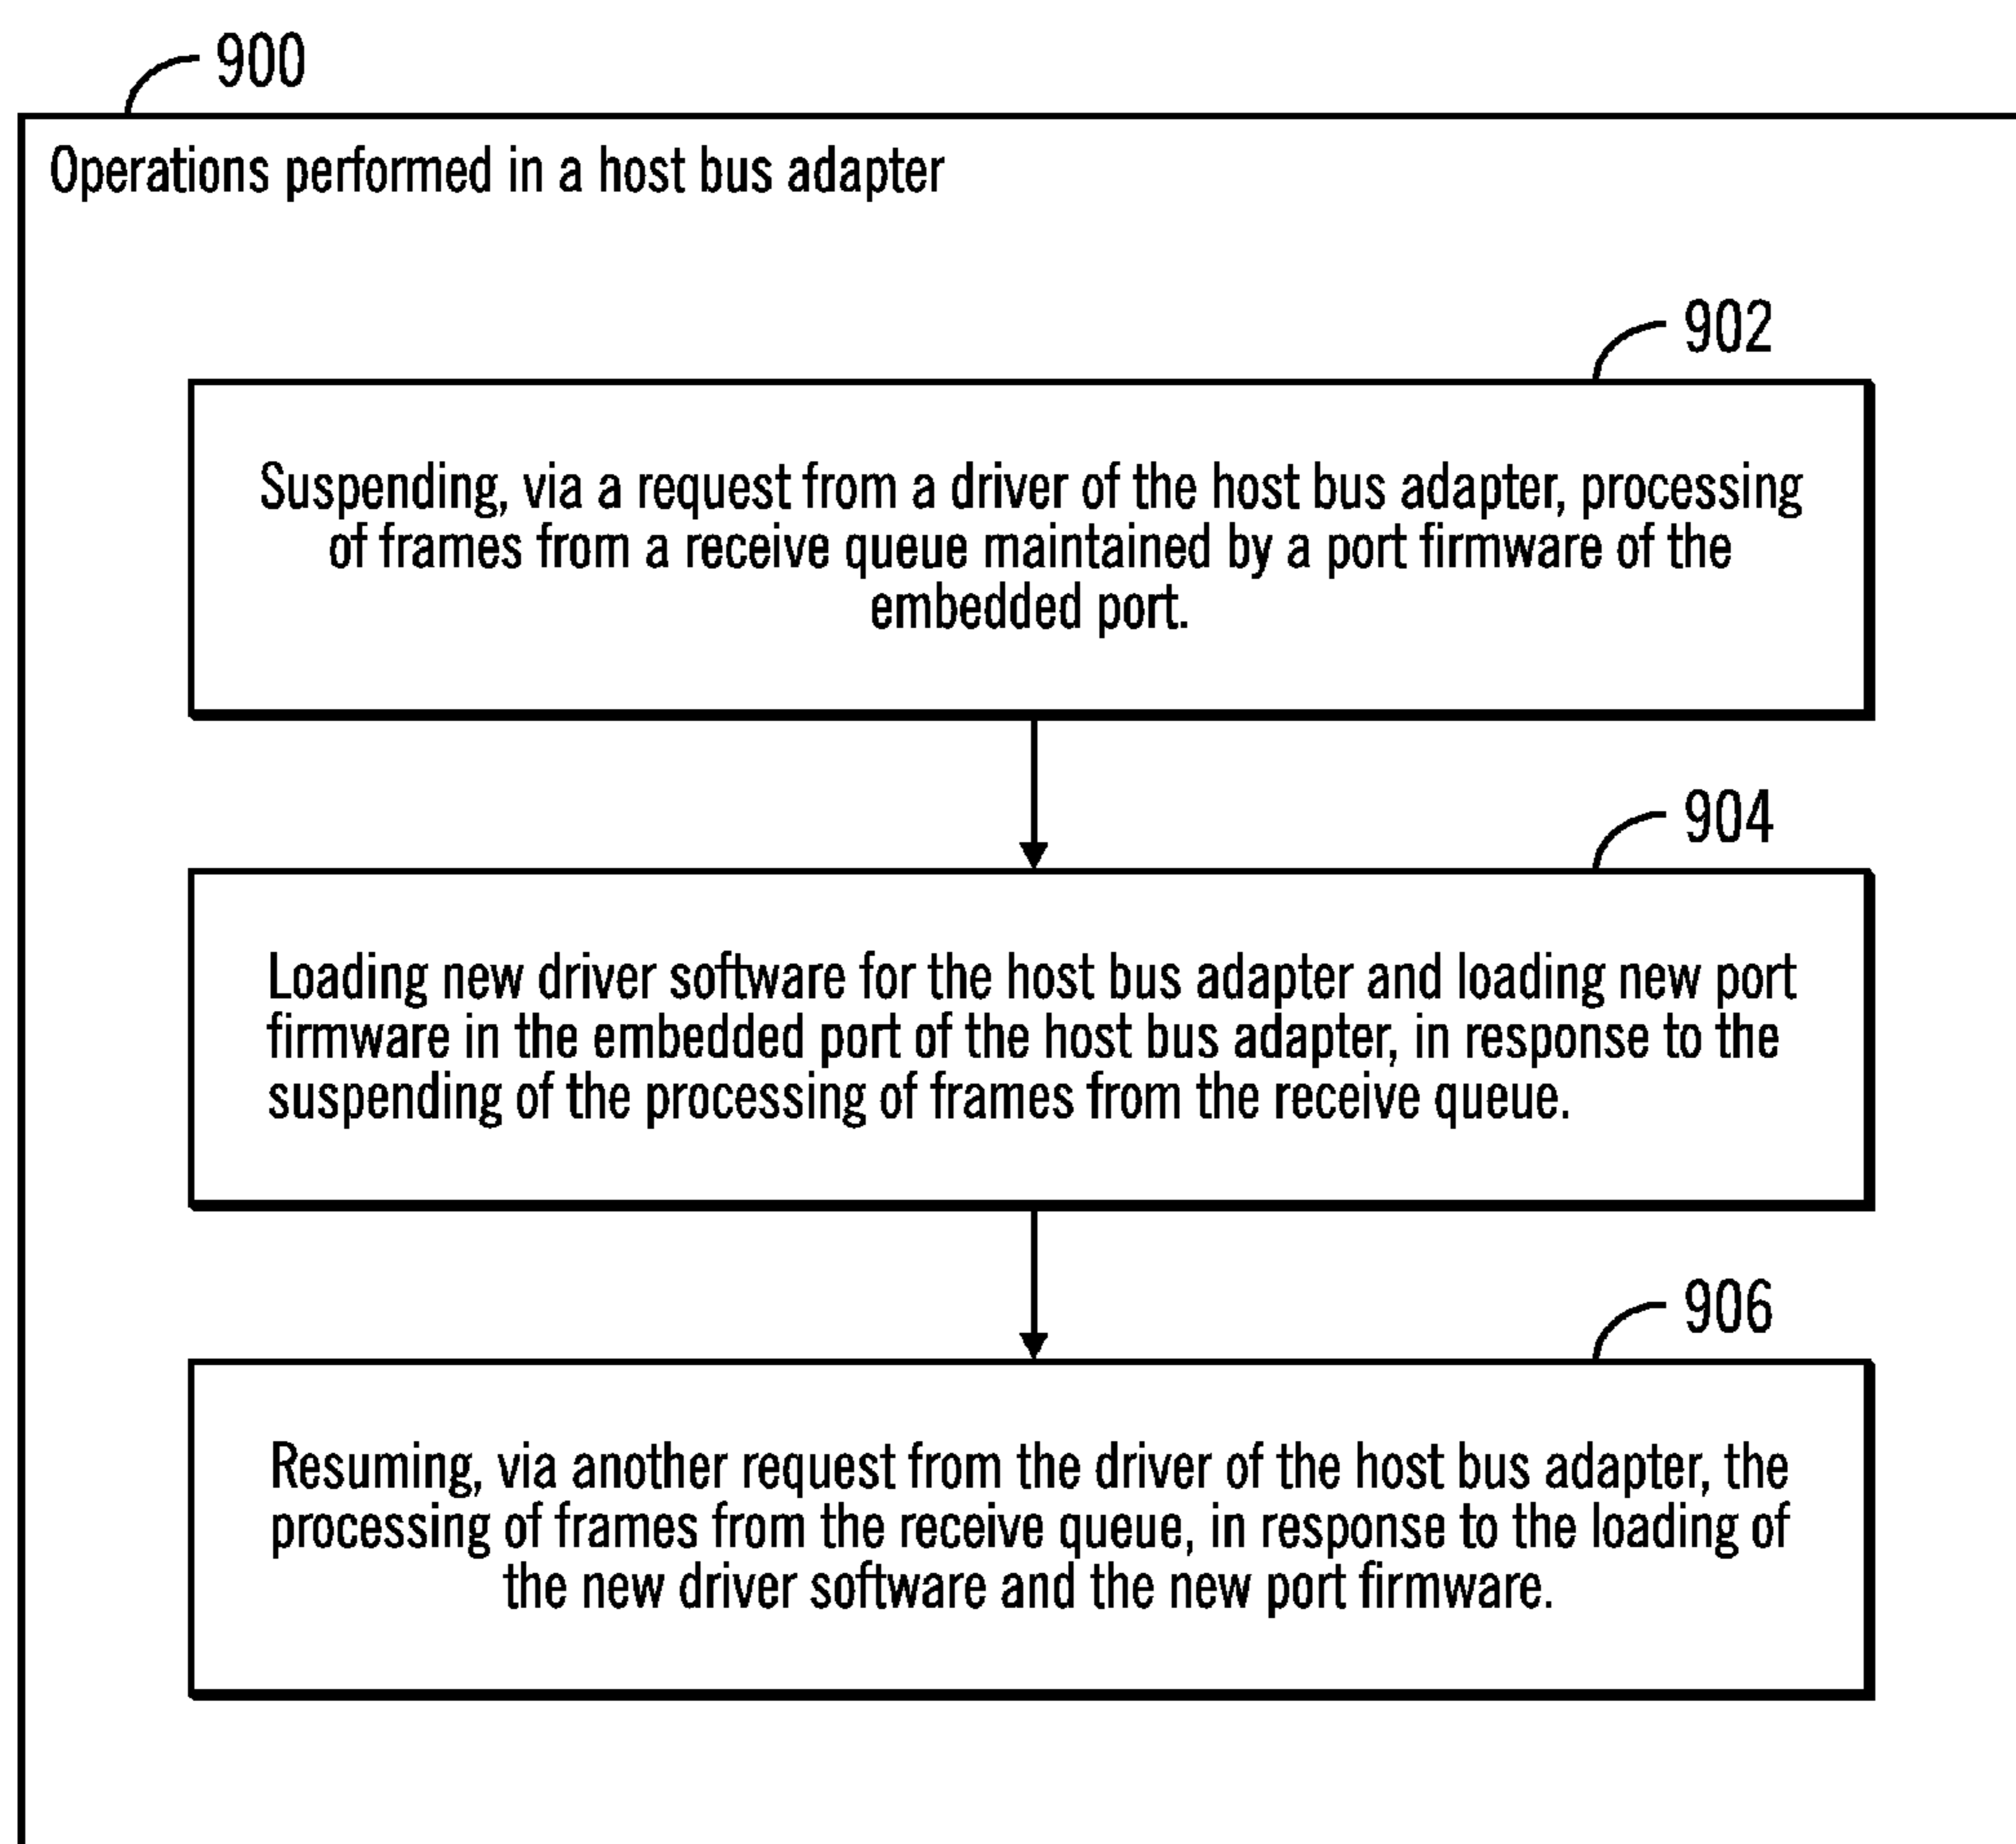 900
Operations performed in a host bus adapter
902
Suspending, via a request from a driver of the host bus adapter, processing
of frames from a receive queue maintained by a port firmware of the
embedded port.
904
Loading new driver software for the host bus adapter and loading new port
firmware in the embedded port of the host bus adapter, in response to the
suspending of the processing of frames from the receive queue.
906
Resuming, via another request from the driver of the host bus adapter, the
processing of frames from the receive queue, in response to the loading of
the new driver software and the new port firmware.